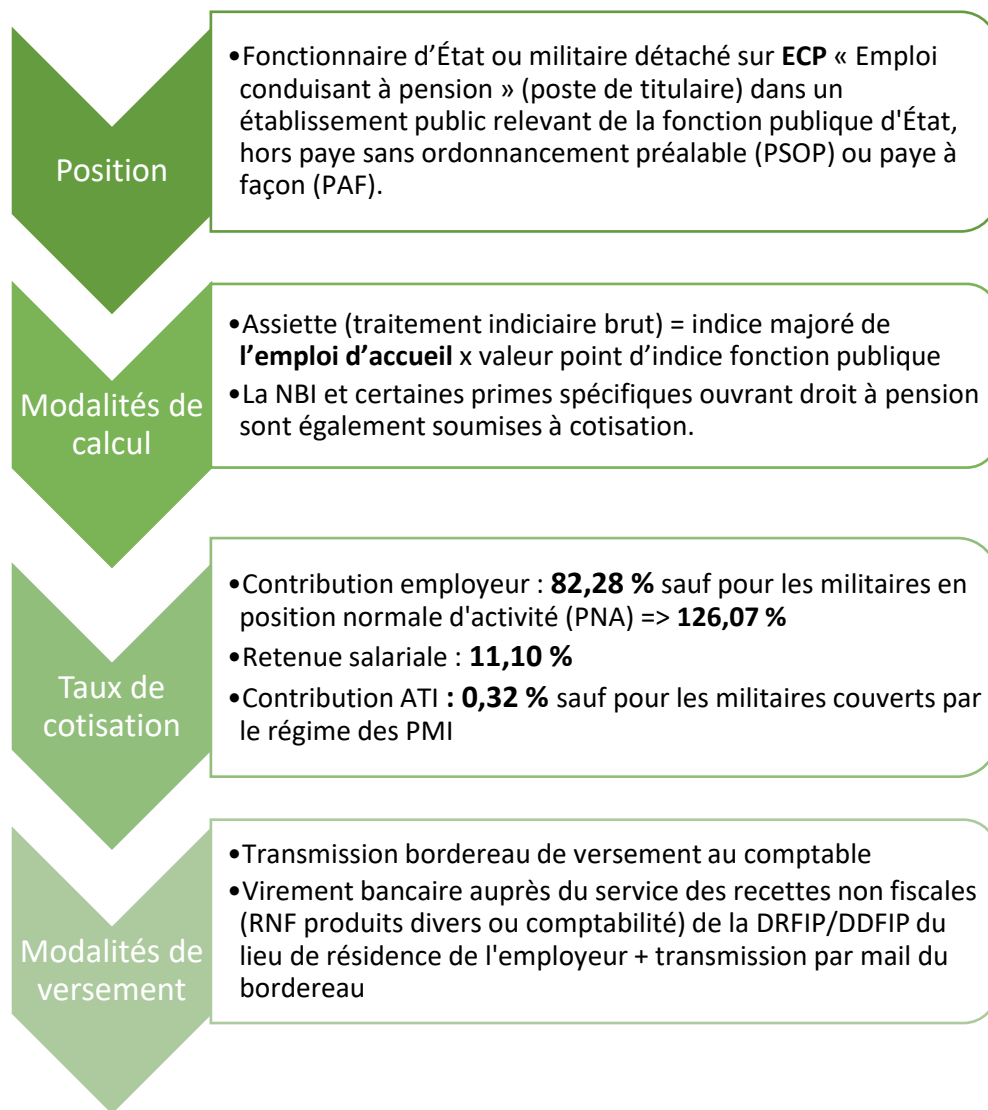 Position
•Fonctionnaire d’État ou militaire détaché sur ECP « Emploi
conduisant à pension » (poste de titulaire) dans un
établissement public relevant de la fonction publique d'État,
hors paye sans ordonnancement préalable (PSOP) ou paye à
façon (PAF).
Modalités de
calcul
•Assiette (traitement indiciaire brut) = indice majoré de
l’emploi d’accueil x valeur point d’indice fonction publique
•La NBI et certaines primes spécifiques ouvrant droit à pension
sont également soumises à cotisation.
Taux de
cotisation
•Contribution employeur : 82,28 % sauf pour les militaires en
position normale d'activité (PNA) => 126,07 %
•Retenue salariale : 11,10 %
•Contribution ATI : 0,32 % sauf pour les militaires couverts par
le régime des PMI
Modalités de
versement
•Transmission bordereau de versement au comptable
•Virement bancaire auprès du service des recettes non fiscales
(RNF produits divers ou comptabilité) de la DRFIP/DDFIP du
lieu de résidence de l'employeur + transmission par mail du
bordereau